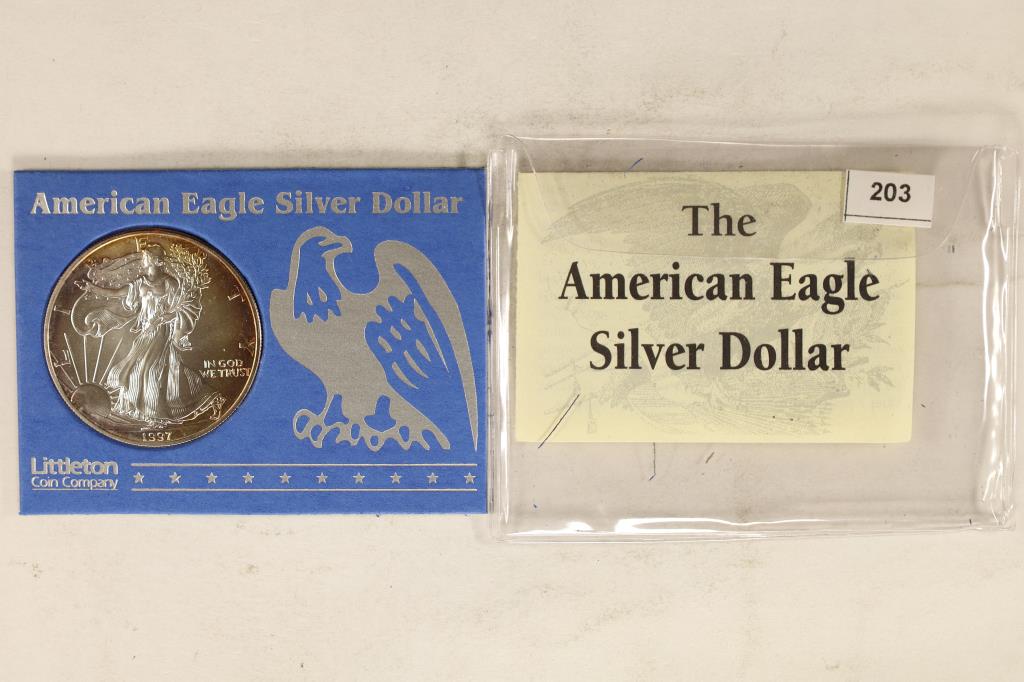 American Eagle Silver Dollar
LIBERTY
IN GOD
WE TRUST
1997
Littleton
Coin Company
203
The
American Eagle
Silver Dollar